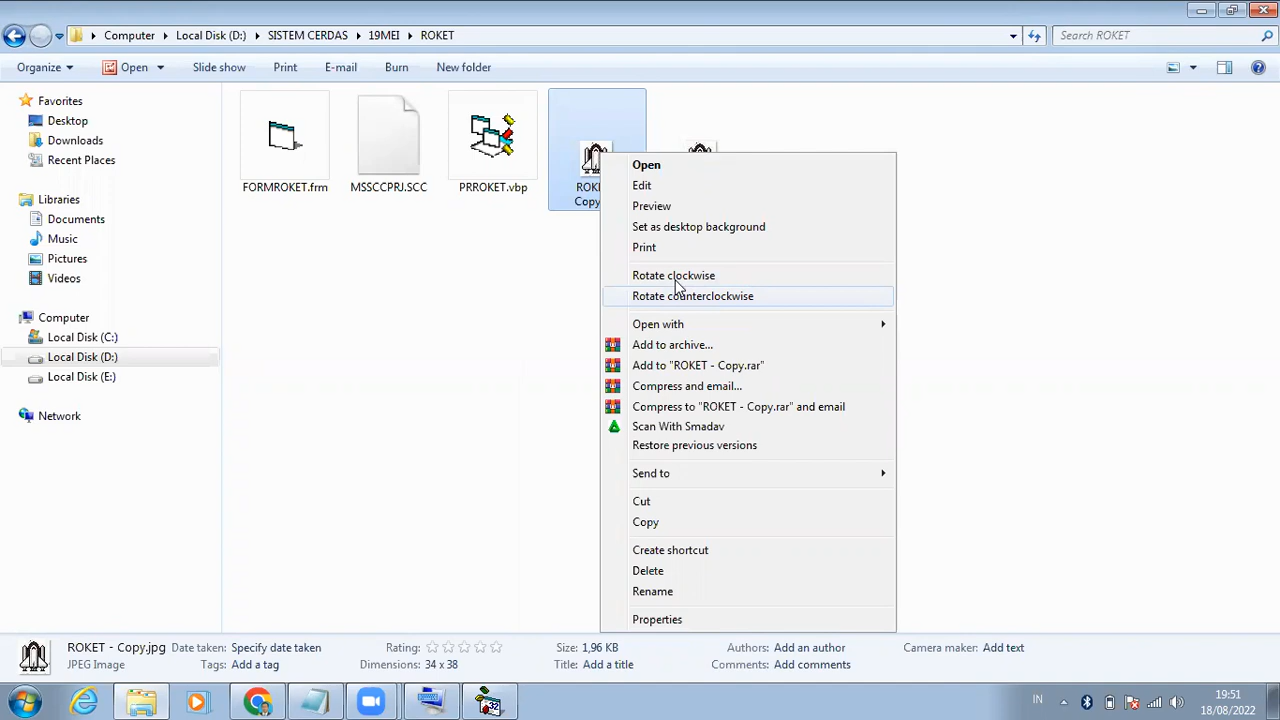 Computer ▸ Local Disk (D:) ▸ SISTEM CERDAS ▸ 19MEI ▸ ROKET
Search ROKET
Organize
Open
Slide show
Print
E-mail
Burn
New folder
Favorites
Desktop
Downloads
Recent Places
Libraries
Documents
Music
Pictures
Videos
Computer
Local Disk (C:)
Local Disk (D:)
Local Disk (E:)
Network
FORMROKET.frm
MSSCCPRJ.SCC
PRROKET.vbp
Open
Edit
Preview
Set as desktop background
Print
Rotate clockwise
Rotate counterclockwise
Open with
Add to archive...
Add to "ROKET - Copy.rar"
Compress and email...
Compress to "ROKET - Copy.rar" and email
Scan With Smadav
Restore previous versions
Send to
Cut
Copy
Create shortcut
Delete
Rename
Properties
ROKET - Copy.jpg
JPEG Image
Date taken: Specify date taken
Tags: Add a tag
Rating:
Dimensions: 34 x 38
Size: 1,96 KB
Title: Add a title
Authors: Add an author
Comments: Add comments
Camera maker: Add text
32
IN
19:51
18/08/2022